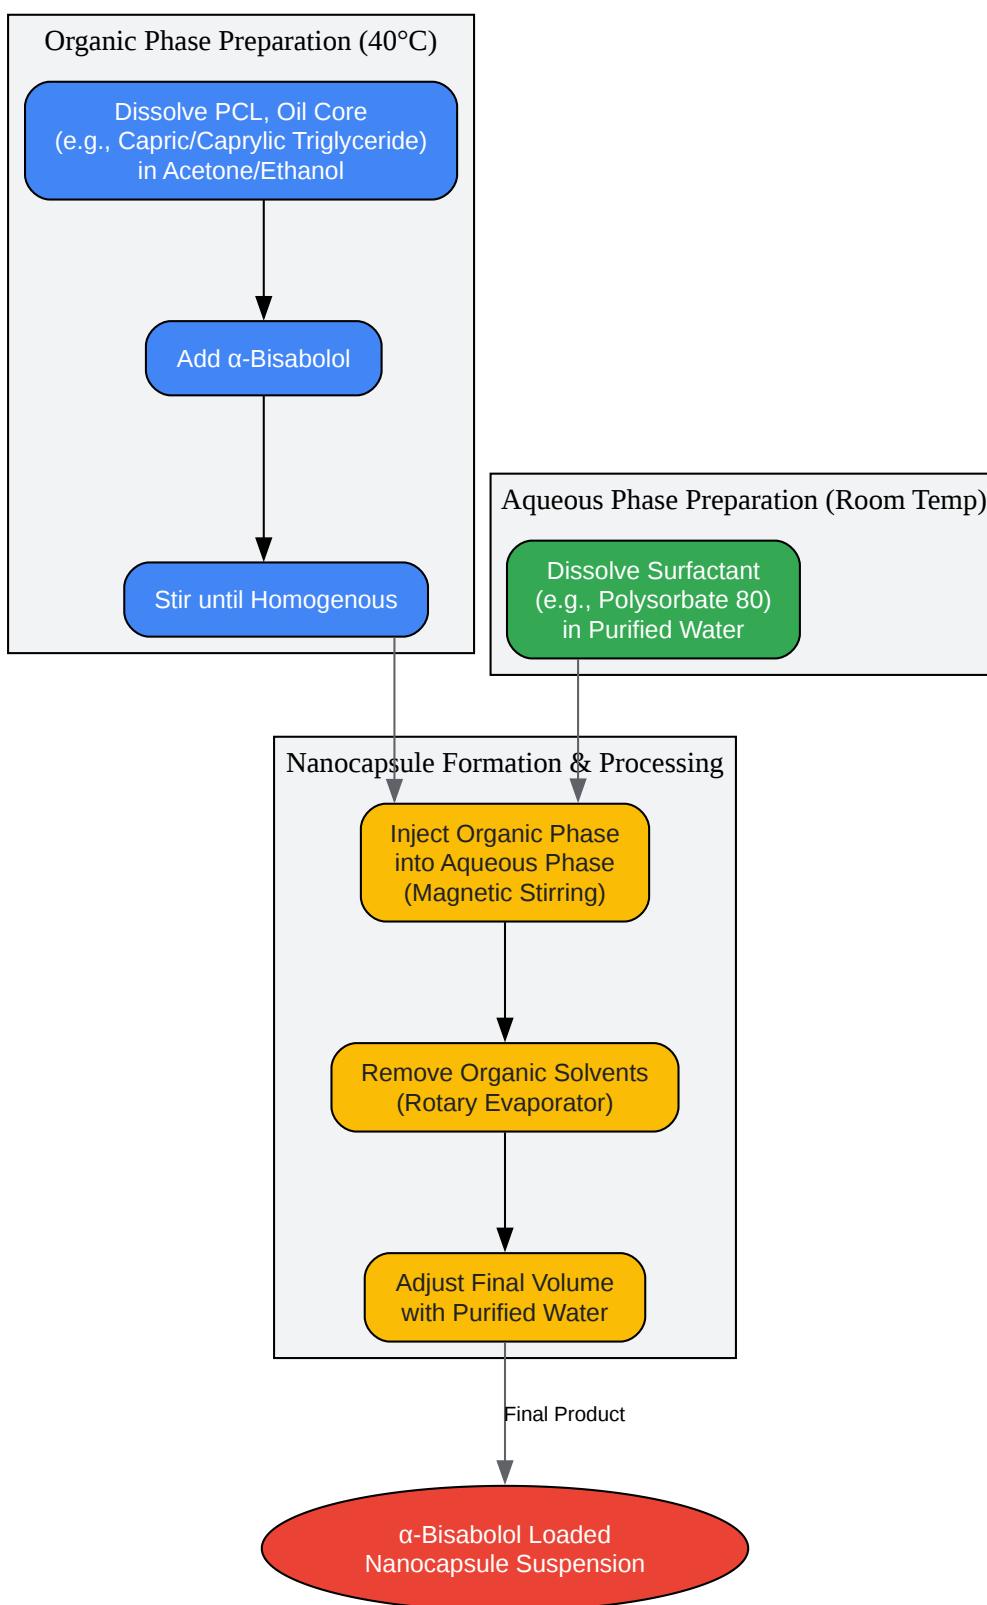 Organic Phase Preparation (40°C)
Dissolve PCL, Oil Core
(e.g., Capric/Caprylic Triglyceride)
in Acetone/Ethanol
Add α-Bisabolol
Stir until Homogenous
Aqueous Phase Preparation (Room Temp)
Dissolve Surfactant
(e.g., Polysorbate 80)
in Purified Water
Nanocapsule Formation & Processing
Inject Organic Phase
into Aqueous Phase
(Magnetic Stirring)
Remove Organic Solvents
(Rotary Evaporator)
Adjust Final Volume
with Purified Water
Final Product
α-Bisabolol Loaded
Nanocapsule Suspension